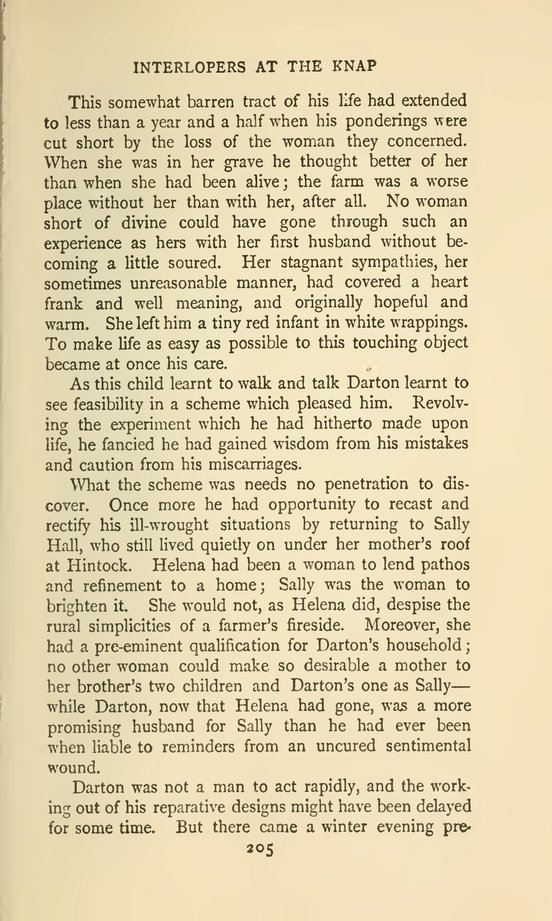 INTERLOPERS AT THE KNAP
This somewhat barren tract of his life had extended
to less than a year and a half when his ponderings were
cut short by the loss of the woman they concerned.
When she was in her grave he thought better of her
than when she had been alive; the farm was a worse
place without her than with her, after all. No woman
short of divine could have gone through such an
experience as hers with her first husband without be-
coming a little soured. Her stagnant sympathies, her
sometimes unreasonable manner, had covered a heart
frank and well meaning, and originally hopeful and
warm. She left him a tiny red infant in white wrappings.
To make life as easy as possible to this touching object
became at once his care.
As this child learnt to walk and talk Darton learnt to
see feasibility in a scheme which pleased him. Revolv-
ing the experiment which he had hitherto made upon
life, he fancied he had gained wisdom from his mistakes
and caution from his miscarriages.
What the scheme was needs no penetration to dis-
cover. Once more he had opportunity to recast and
rectify his ill-wrought situations by returning to Sally
Hall, who still lived quietly on under her mother's roof
at Hintock. Helena had been a woman to lend pathos
and refinement to a home; Sally was the woman to
brighten it. She would not, as Helena did, despise the
rural simplicities of a farmer's fireside. Moreover, she
had a pre-eminent qualification for Darton's household;
no other woman could make so desirable a mother to
her brother's two children and Darton's one as Sally—
while Darton, now that Helena had gone, was a more
promising husband for Sally than he had ever been
when liable to reminders from an uncured sentimental
wound.
Darton was not a man to act rapidly, and the work-
ing out of his reparative designs might have been delayed
for some time. But there came a winter evening pre-
205